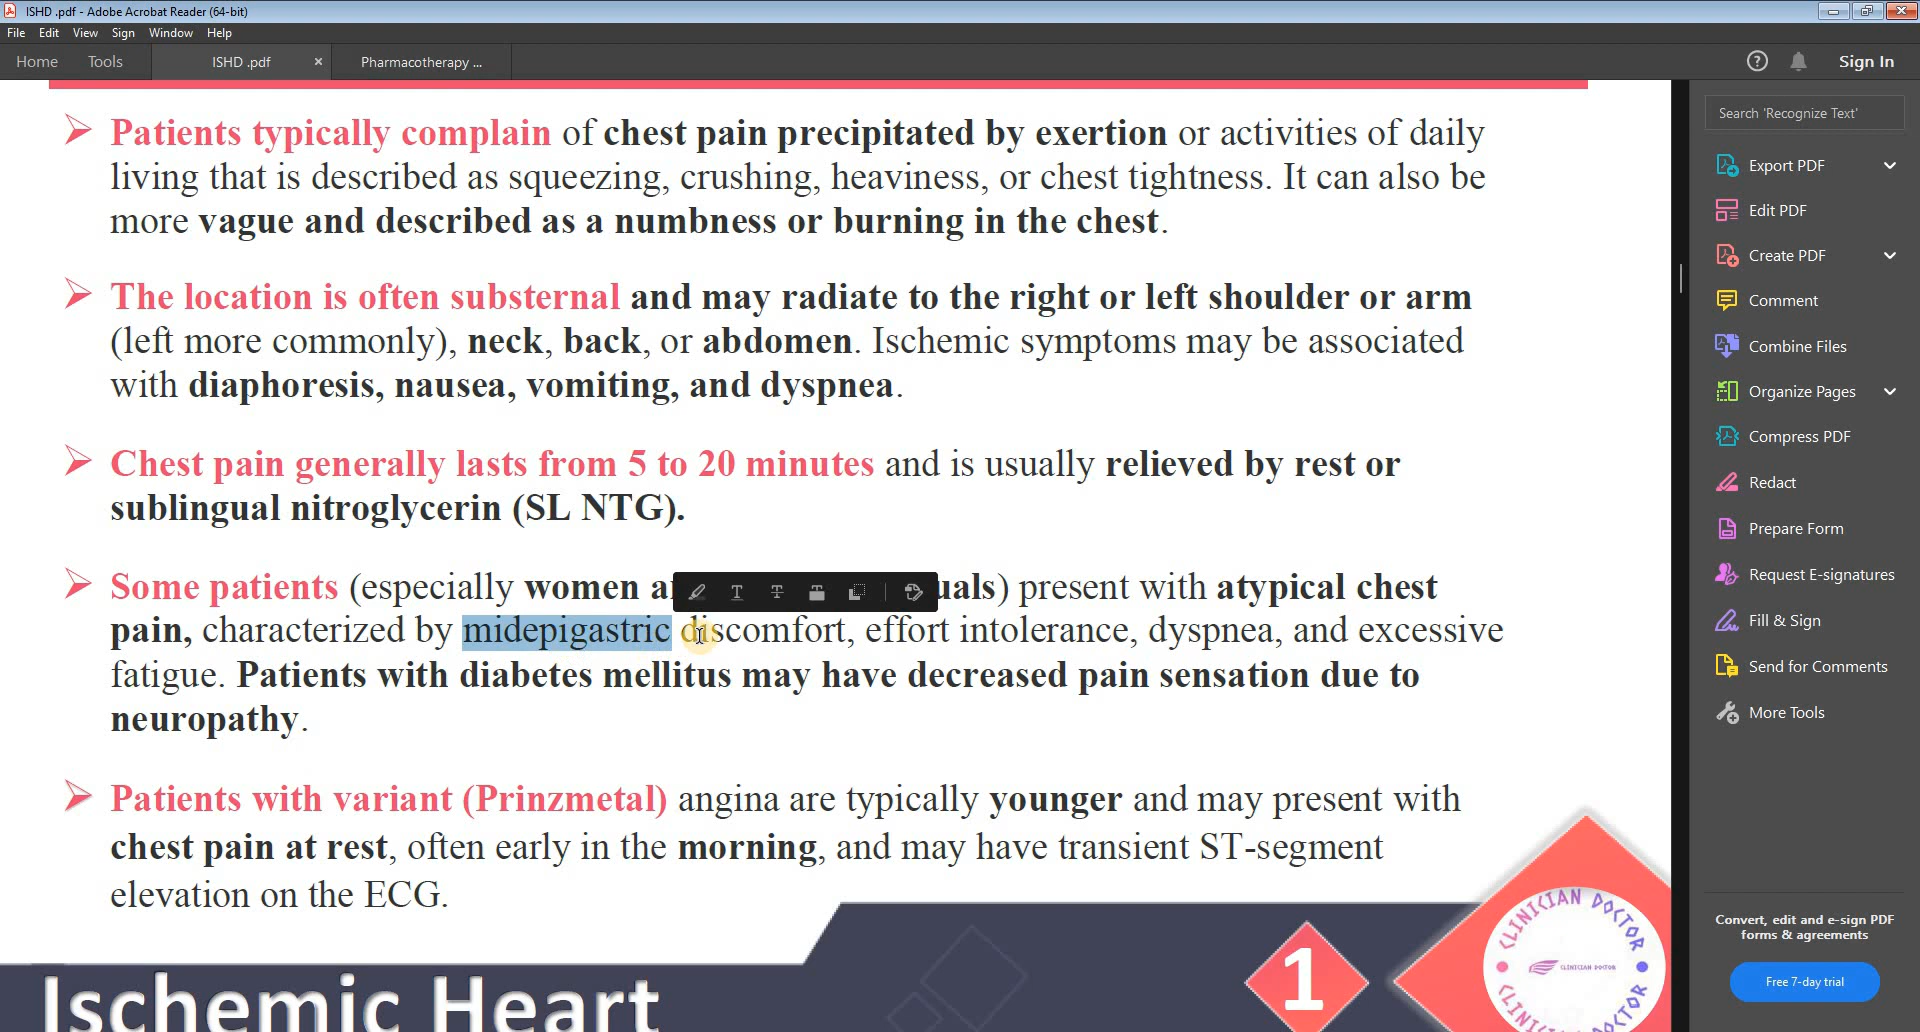 ISHD .pdf - Adobe Acrobat Reader (64-bit)
File Edit View Sign Window Help
Home Tools ISHD .pdf × Pharmacotherapy ... Sign In
Patients typically complain of chest pain precipitated by exertion or activities of daily
living that is described as squeezing, crushing, heaviness, or chest tightness. It can also be
more vague and described as a numbness or burning in the chest.
The location is often substernal and may radiate to the right or left shoulder or arm
(left more commonly), neck, back, or abdomen. Ischemic symptoms may be associated
with diaphoresis, nausea, vomiting, and dyspnea.
Chest pain generally lasts from 5 to 20 minutes and is usually relieved by rest or
sublingual nitroglycerin (SL NTG).
Some patients (especially women uals) present with atypical chest
pain, characterized by midepigastric discomfort, effort intolerance, dyspnea, and excessive
fatigue. Patients with diabetes mellitus may have decreased pain sensation due to
neuropathy.
Patients with variant (Prinzmetal) angina are typically younger and may present with
chest pain at rest, often early in the morning, and may have transient ST-segment
elevation on the ECG.
Ischemic Heart
1
CLINICIAN DOCTOR
CLINICIAN DOCTOR
Search 'Recognize Text'
Export PDF
Edit PDF
Create PDF
Comment
Combine Files
Organize Pages
Compress PDF
Redact
Prepare Form
Request E-signatures
Fill & Sign
Send for Comments
More Tools
Convert, edit and e-sign PDF
forms & agreements
Free 7-day trial